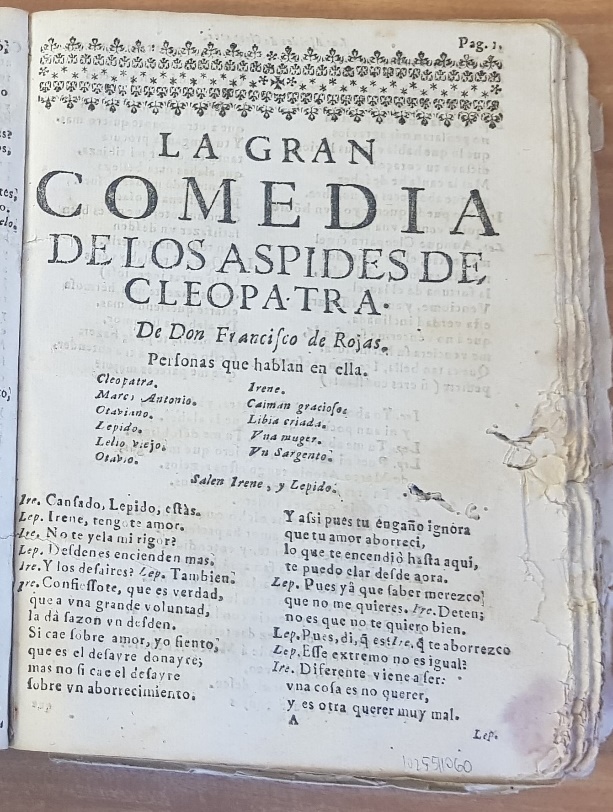 Pag. 1.
LA GRAN
COMEDIA
DE LOS ASPIDES DE
CLEOPATRA.
De Don Franciſco de Rojas.
Perſonas que hablan en ella.
Cleopatra.
Marco Antonio.
Otaviano.
Lepido.
Lelio viejo.
Otavio.
Irene.
Caiman gracioſo.
Libia criada.
Vna muger.
Vn Sargento.
Salen Irene, y Lepido.
Ire. Canſado, Lepido, eſtàs.
Lep. Irene, tengote amor.
Ire. No te yela mi rigor?
Lep. Deſdenes encienden mas.
Ire. Y los deſaires? Lep. Tambien.
Ire. Confieſſote, que es verdad,
que a vna grande voluntad,
la dà ſazon vn deſden.
Si cae ſobre amor, yo ſiento,
que es el deſayre donayre;
mas no ſi cae el deſayre
ſobre vn aborrecimiento.
Y aſsi pues tu engaño ignora
que tu amor aborreci,
lo que te encendiò haſta aqui,
te puedo elar deſde aora.
Lep. Pues yà que ſaber merezco
que no me quieres. Ire. Deten;
no es que no te quiero bien.
Lep. Pues, di, q̃ es? Ire. q̃ te aborrezco
Lep. Eſſe extremo no es igual?
Ire. Diferente viene a ſer:
vna coſa es no querer,
y es otra querer muy mal.
A
Lep.